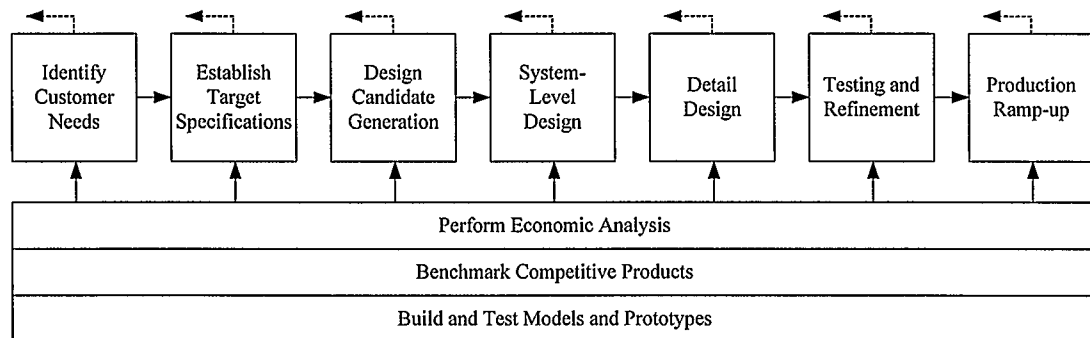 Identify
Customer
Needs
Establish
Target
Specifications
Design
Candidate
Generation
System-
Level
Design
Detail
Design
Testing and
Refinement
Production
Ramp-up
Perform Economic Analysis
Benchmark Competitive Products
Build and Test Models and Prototypes